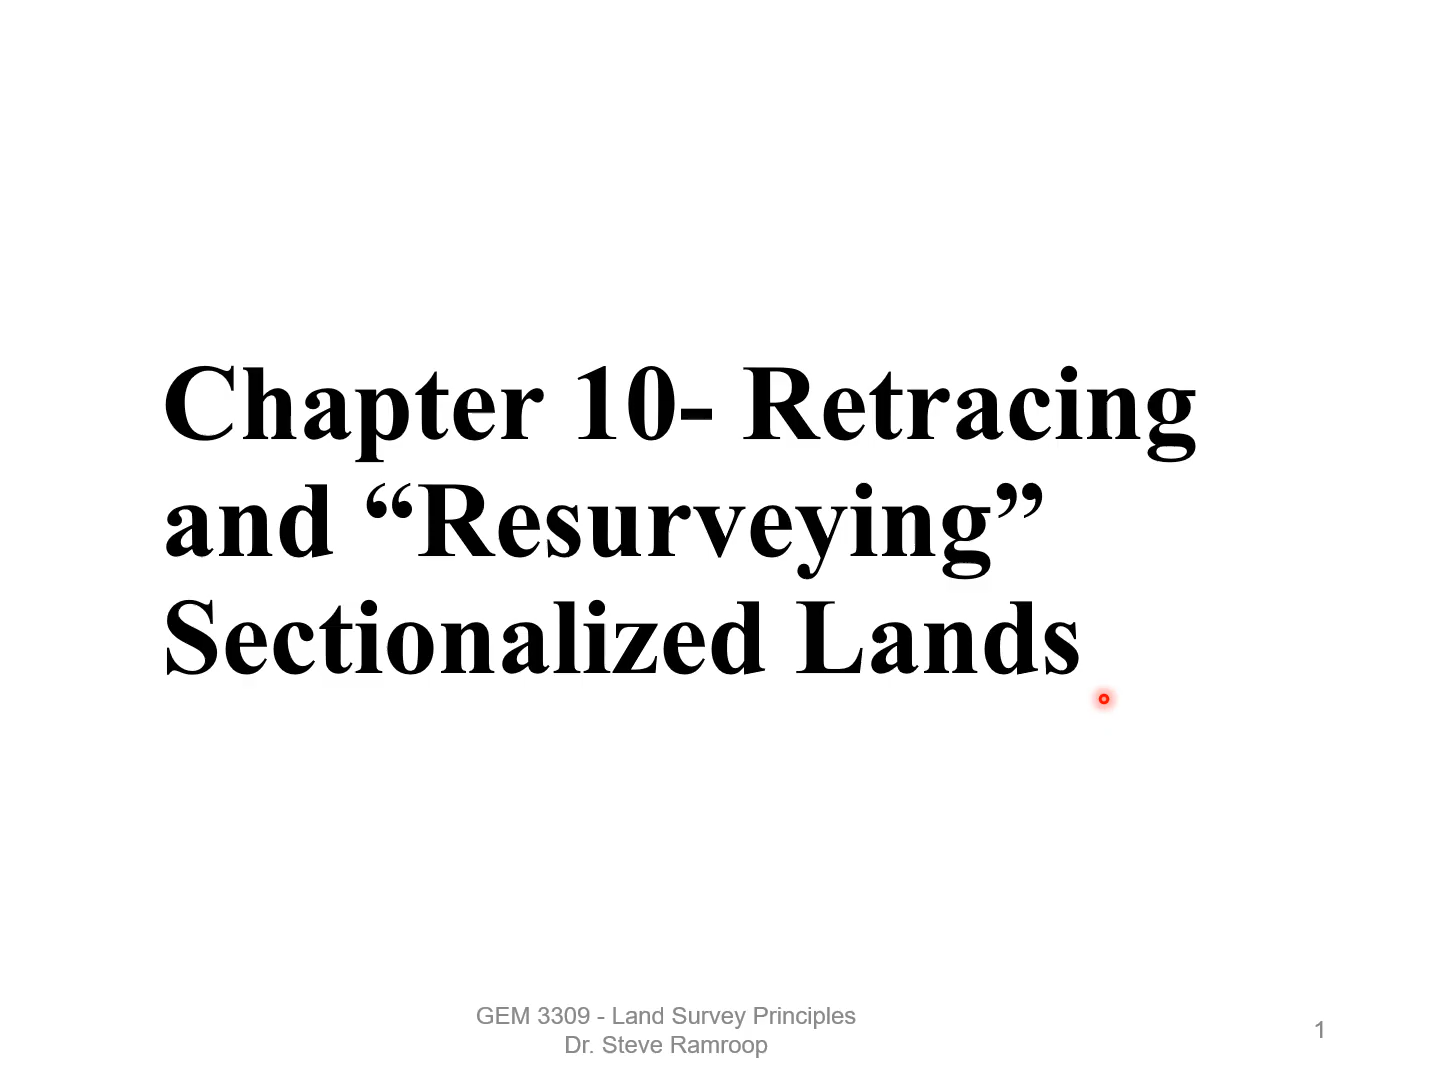 Chapter 10- Retracing
and “Resurveying”
Sectionalized Lands
GEM 3309 - Land Survey Principles
Dr. Steve Ramroop
1